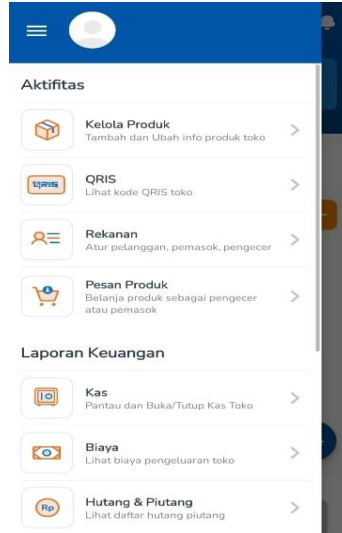 Aktifitas
Kelola Produk
Tambah dan Ubah info produk toko
QRIS
QRIS
Lihat kode QRIS toko
Rekanan
Atur pelanggan, pemasok, pengecer
Pesan Produk
Belanja produk sebagai pengecer
atau pemasok
Laporan Keuangan
Kas
Pantau dan Buka/Tutup Kas Toko
Biaya
Lihat biaya pengeluaran toko
Rp
Hutang & Piutang
Lihat daftar hutang piutang